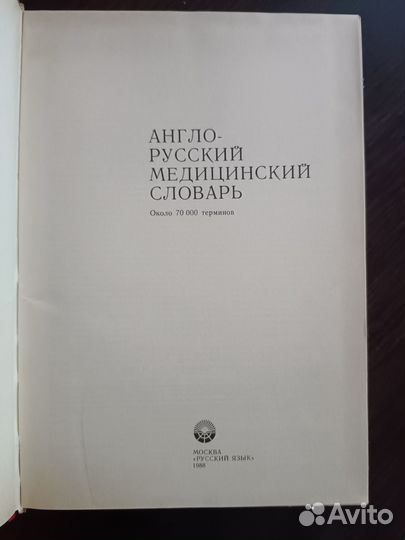 АНГЛО-
РУССКИЙ
МЕДИЦИНСКИЙ
СЛОВАРЬ
Около 70 000 терминов
МОСКВА
«РУССКИЙ ЯЗЫК»
1988
Avito